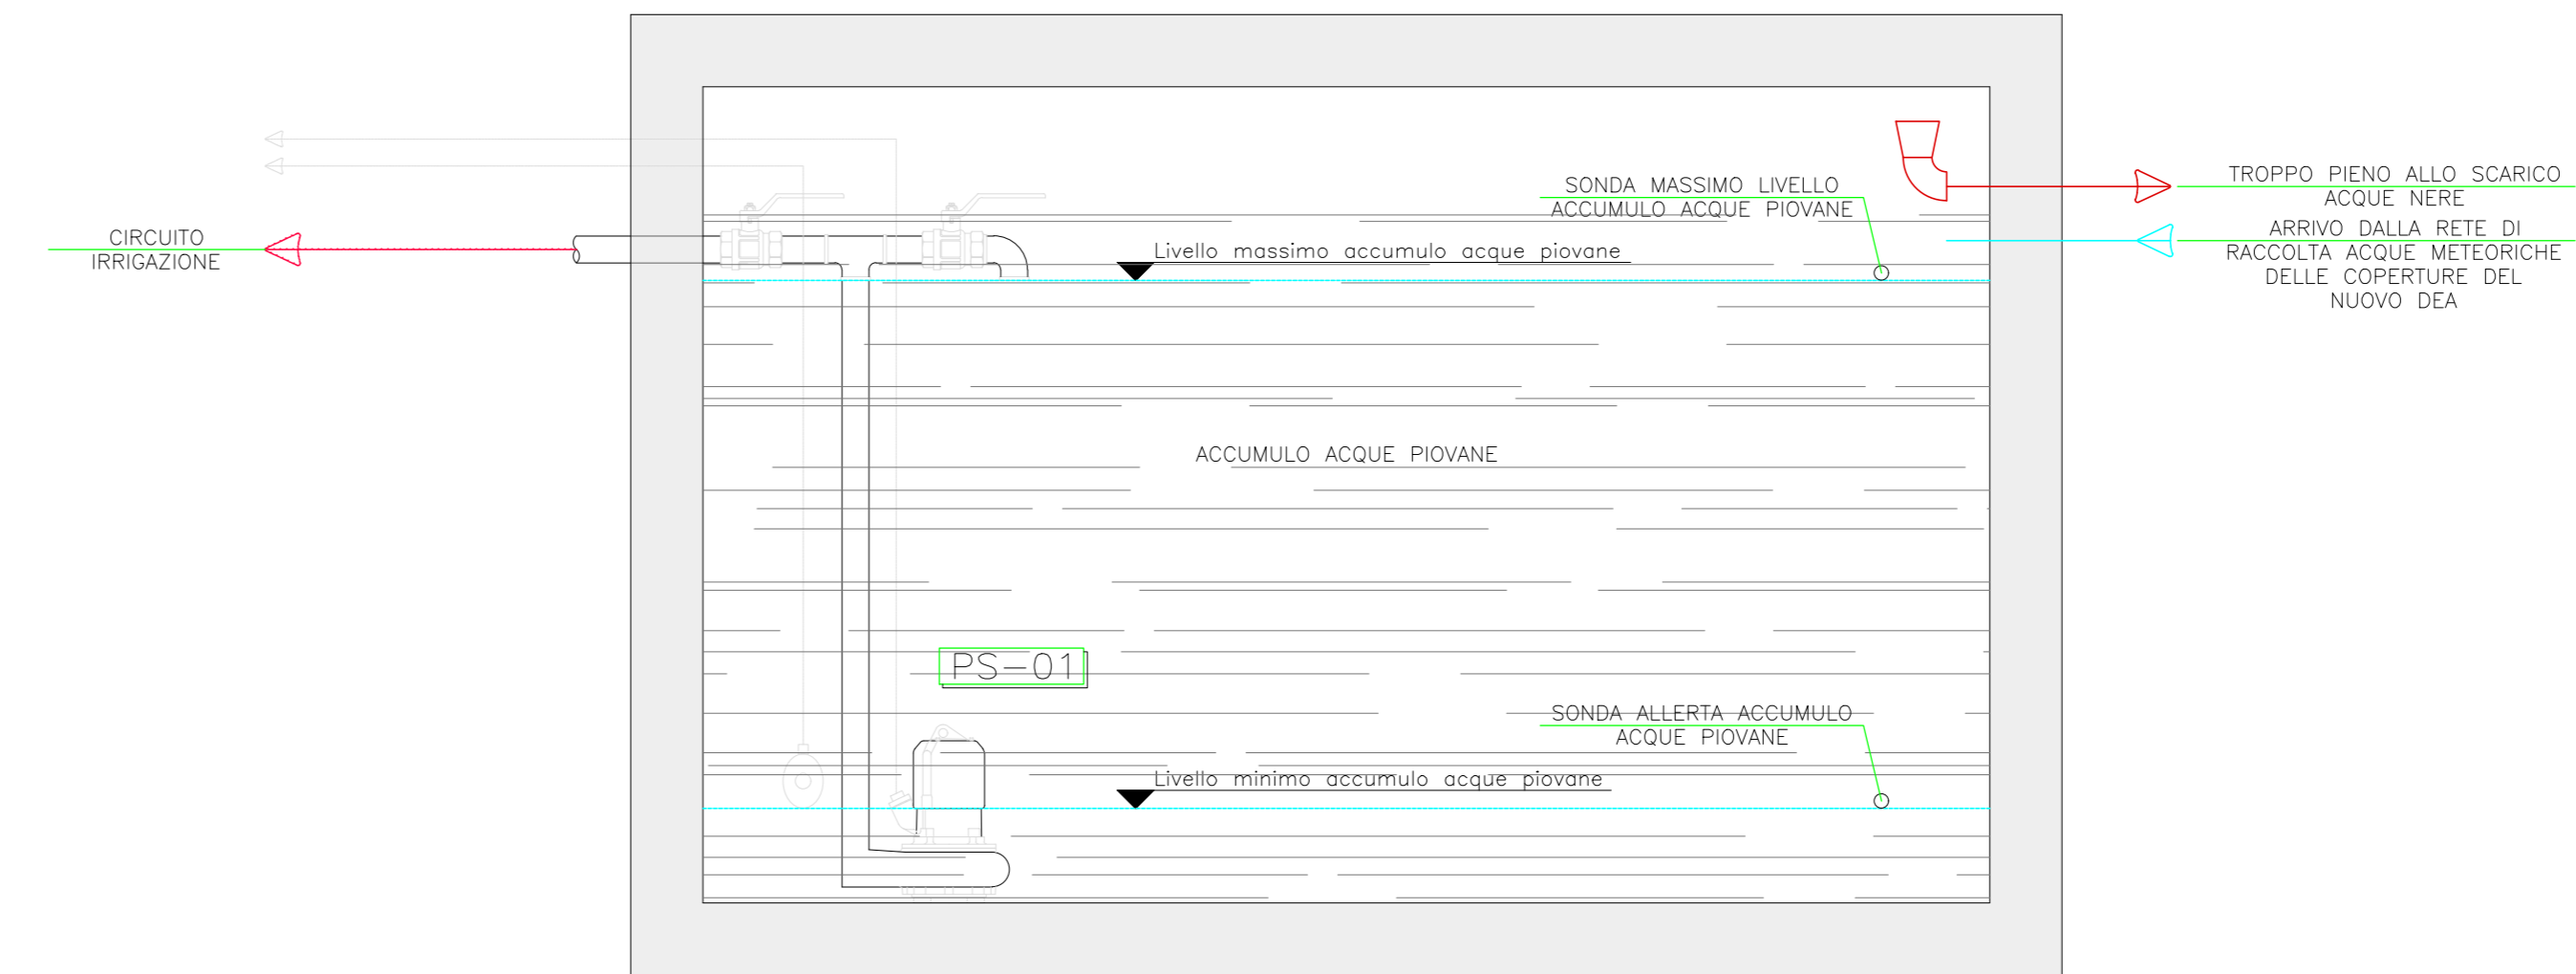 CIRCUITO
IRRIGAZIONE
SONDA MASSIMO LIVELLO
ACCUMULO ACQUE PIOVANE
Livello massimo accumulo acque piovane
TROPPO PIENO ALLO SCARICO
ACQUE NERE
ARRIVO DALLA RETE DI
RACCOLTA ACQUE METEORICHE
DELLE COPERTURE DEL
NUOVO DEA
ACCUMULO ACQUE PIOVANE
PS-01
SONDA ALLERTA ACCUMULO
ACQUE PIOVANE
Livello minimo accumulo acque piovane